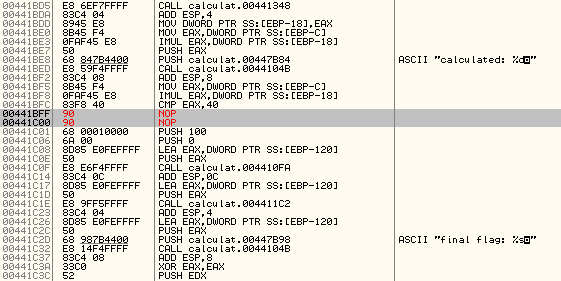 00441BD5 E8 6EF7FFFF CALL calculat.00441348
00441BDA 83C4 04 ADD ESP,4
00441BDD 8945 E8 MOV DWORD PTR SS:[EBP-18],EAX
00441BE0 8B45 F4 MOV EAX,DWORD PTR SS:[EBP-C]
00441BE3 0FAF45 E8 IMUL EAX,DWORD PTR SS:[EBP-18]
00441BE7 50 PUSH EAX
00441BE8 68 847B4400 PUSH calculat.00447B84 ASCII "calculated: %d◘"
00441BED E8 59F4FFFF CALL calculat.0044104B
00441BF2 83C4 08 ADD ESP,8
00441BF5 8B45 F4 MOV EAX,DWORD PTR SS:[EBP-C]
00441BF8 0FAF45 E8 IMUL EAX,DWORD PTR SS:[EBP-18]
00441BFC 83F8 40 CMP EAX,40
00441BFF 90 NOP
00441C00 90 NOP
00441C01 68 00010000 PUSH 100
00441C06 6A 00 PUSH 0
00441C08 8D85 E0FEFFFF LEA EAX,DWORD PTR SS:[EBP-120]
00441C0E 50 PUSH EAX
00441C0F E8 E6F4FFFF CALL calculat.004410FA
00441C14 83C4 0C ADD ESP,0C
00441C17 8D85 E0FEFFFF LEA EAX,DWORD PTR SS:[EBP-120]
00441C1D 50 PUSH EAX
00441C1E E8 9FF5FFFF CALL calculat.004411C2
00441C23 83C4 04 ADD ESP,4
00441C26 8D85 E0FEFFFF LEA EAX,DWORD PTR SS:[EBP-120]
00441C2C 50 PUSH EAX
00441C2D 68 987B4400 PUSH calculat.00447B98 ASCII "final flag: %s◘"
00441C32 E8 14F4FFFF CALL calculat.0044104B
00441C37 83C4 08 ADD ESP,8
00441C3A 33C0 XOR EAX,EAX
00441C3C 52 PUSH EDX